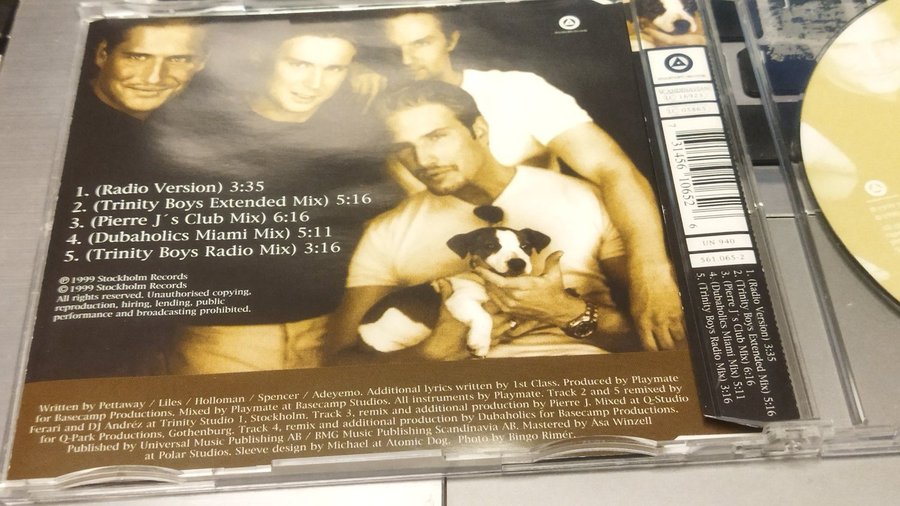 1. (Radio Version) 3:35
2. (Trinity Boys Extended Mix) 5:16
3. (Pierre J´s Club Mix) 6:16
4. (Dubaholics Miami Mix) 5:11
5. (Trinity Boys Radio Mix) 3:16
℗ 1999 Stockholm Records
© 1999 Stockholm Records
All rights reserved. Unauthorised copying,
reproduction, hiring, lending, public
performance and broadcasting prohibited.
Written by Pettaway / Liles / Holloman / Spencer / Adeyemo. Additional lyrics written by 1st Class. Produced by Playmate
for Basecamp Productions. Mixed by Playmate at Basecamp Studios. All instruments by Playmate. Track 2 and 5 remixed by
Ierari and DJ Andréz at Trinity Studio 1, Stockholm. Track 3, remix and additional production by Pierre J, Mixed at Q-Studio
for Q-Park Productions, Gothenburg. Track 4, remix and additional production by Dubaholics for Basecamp Productions.
Published by Universal Music Publishing AB / BMG Music Publishing Scandinavia AB. Mastered by Asa Winzell
at Polar Studios. Sleeve design by Michael at Atomic Dog. Photo by Bingo Rimér.
7 31456 10652 6
UN 940
561 065-2
1. (Radio Version) 3:35
2. (Trinity Boys Extended Mix) 5:16
3. (Pierre J´s Club Mix) 6:16
4. (Dubaholics Miami Mix) 5:11
5. (Trinity Boys Radio Mix) 3:16